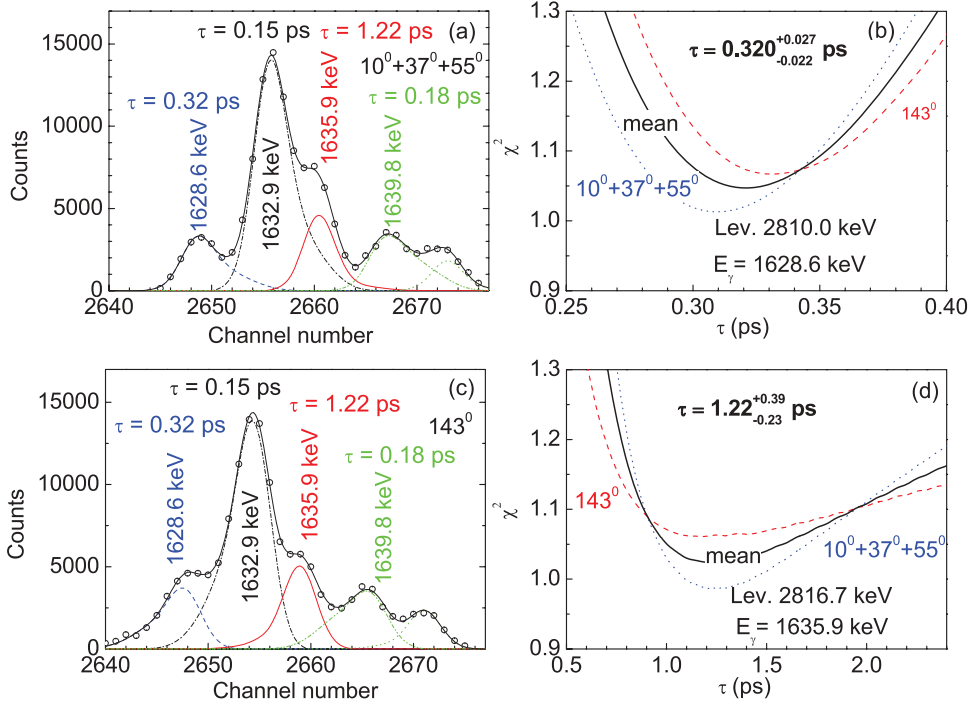 (a)
τ = 0.15 ps
τ = 1.22 ps
10⁰+37⁰+55⁰
τ = 0.32 ps
τ = 0.18 ps
1628.6 keV
1632.9 keV
1635.9 keV
1639.8 keV
Counts
15000
10000
5000
0
2640
2650
2660
2670
Channel number
(b)
τ = 0.320 +0.027 -0.022 ps
mean
143⁰
10⁰+37⁰+55⁰
Lev. 2810.0 keV
Eγ = 1628.6 keV
χ²
1.3
1.2
1.1
1.0
0.9
0.25
0.30
0.35
0.40
τ (ps)
(c)
τ = 0.15 ps
τ = 1.22 ps
143⁰
τ = 0.32 ps
τ = 0.18 ps
1628.6 keV
1632.9 keV
1635.9 keV
1639.8 keV
Counts
15000
10000
5000
0
2640
2650
2660
2670
Channel number
(d)
τ = 1.22 +0.39 -0.23 ps
143⁰
mean
10⁰+37⁰+55⁰
Lev. 2816.7 keV
Eγ = 1635.9 keV
χ²
1.3
1.2
1.1
1.0
0.9
0.5
1.0
1.5
2.0
τ (ps)